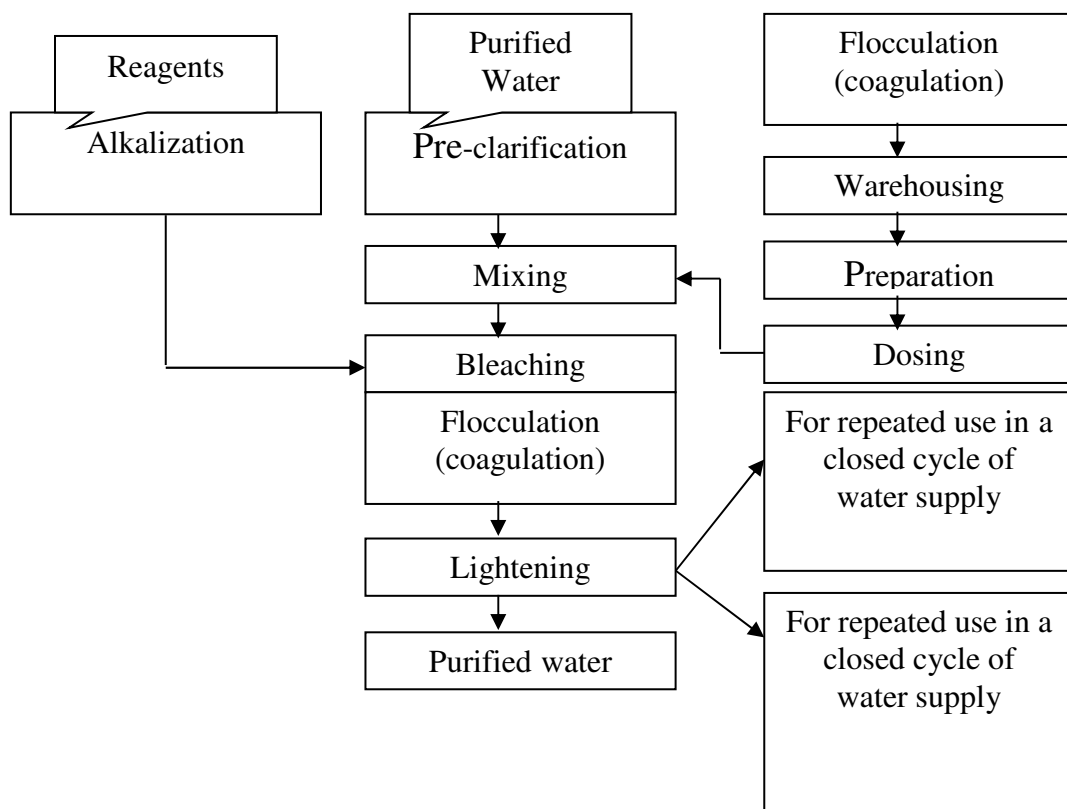 Reagents
Alkalization
Purified
Water
Pre-clarification
Mixing
Bleaching
Flocculation
(coagulation)
Lightening
Purified water
Flocculation
(coagulation)
Warehousing
Preparation
Dosing
For repeated use in a
closed cycle of
water supply
For repeated use in a
closed cycle of
water supply